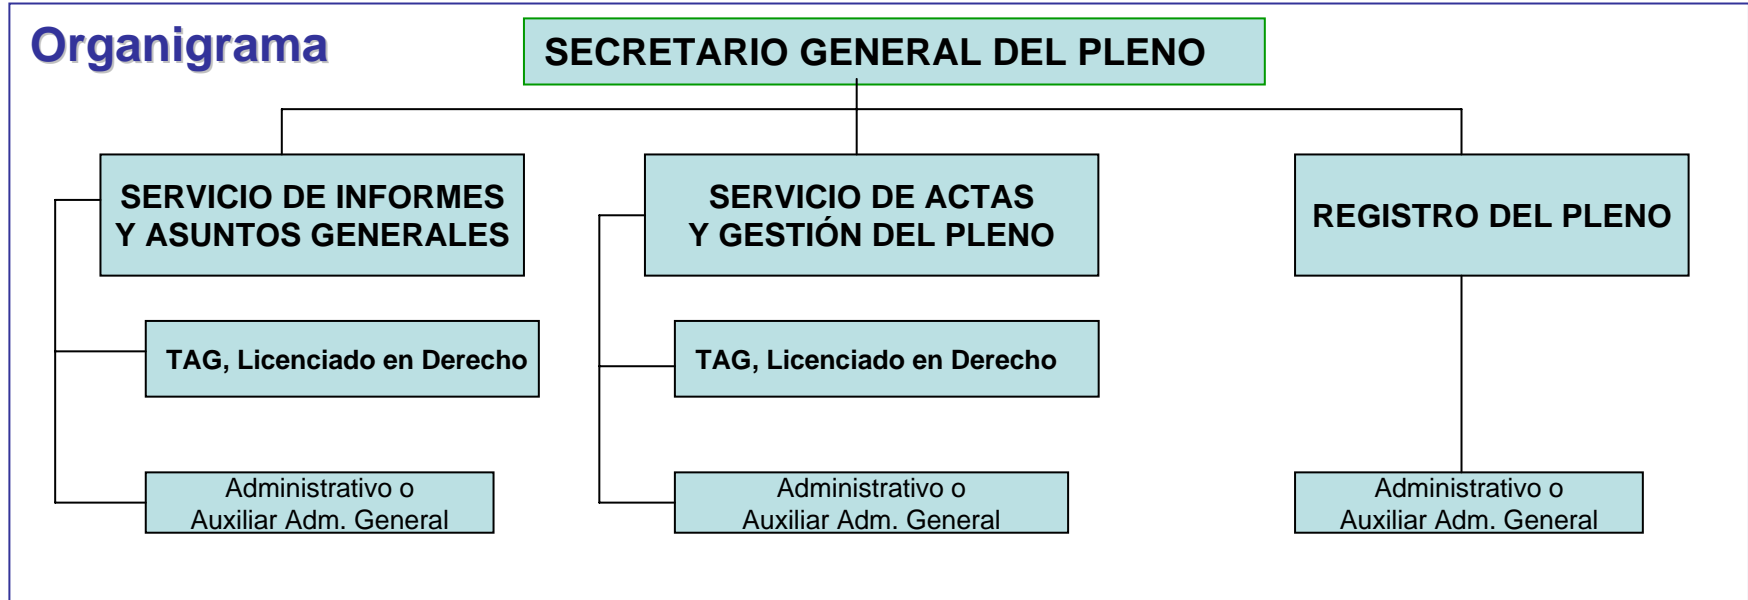 Organigrama
SECRETARIO GENERAL DEL PLENO
SERVICIO DE INFORMES
Y ASUNTOS GENERALES
SERVICIO DE ACTAS
Y GESTIÓN DEL PLENO
REGISTRO DEL PLENO
TAG, Licenciado en Derecho
TAG, Licenciado en Derecho
Administrativo o
Auxiliar Adm. General
Administrativo o
Auxiliar Adm. General
Administrativo o
Auxiliar Adm. General